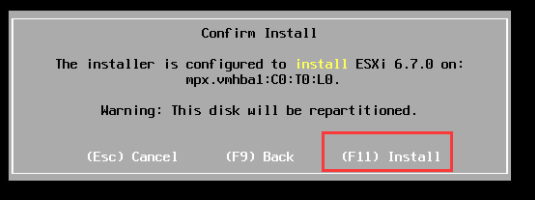 Confirm Install
The installer is configured to install ESXi 6.7.0 on:
mpx.vmhba1:C0:T0:L0.
Warning: This disk will be repartitioned.
(Esc) Cancel (F9) Back (F11) Install